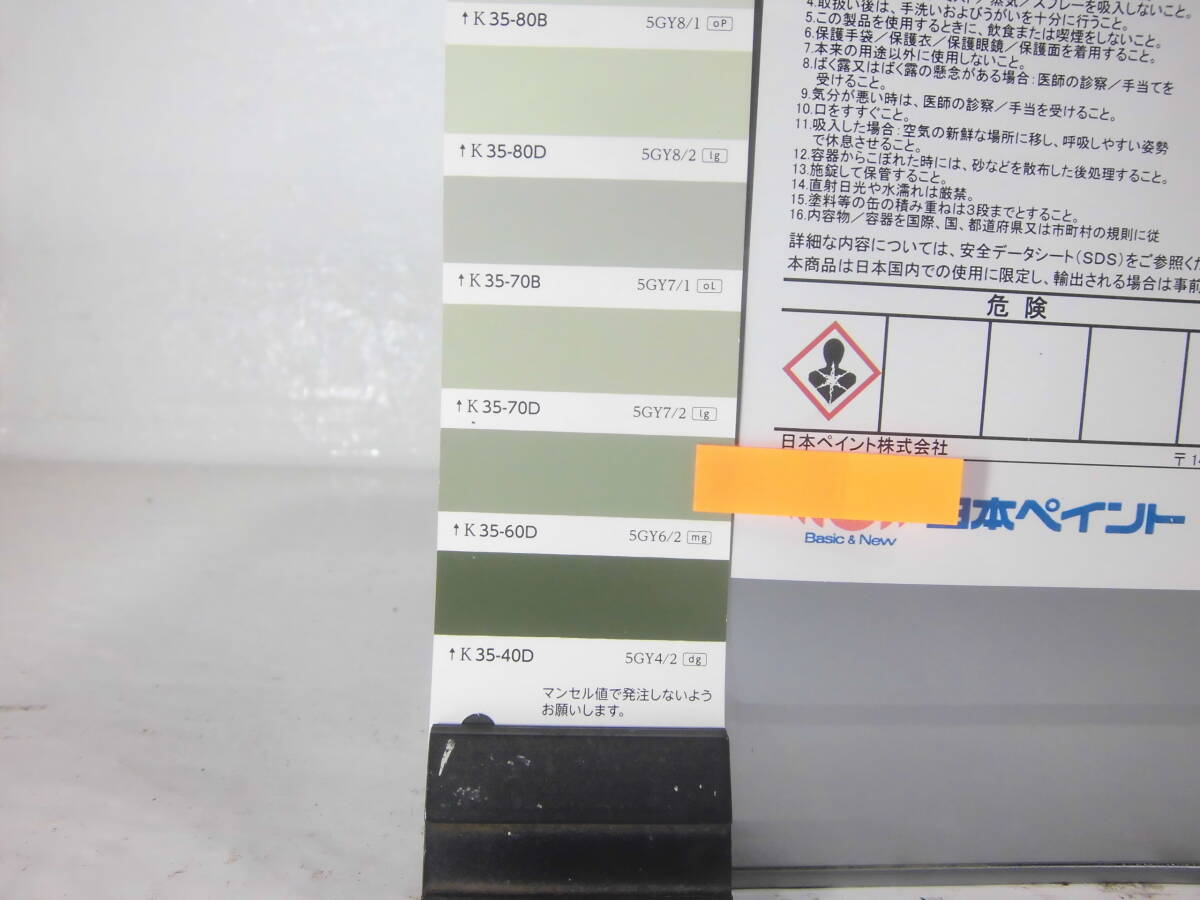 ↑K 35-80B 5GY8/1 oP
↑K 35-80D 5GY8/2 lg
↑K 35-70B 5GY7/1 oL
↑K 35-70D 5GY7/2 lg
↑K 35-60D 5GY6/2 mg
↑K 35-40D 5GY4/2 dg
マンセル値で発注しないよう
お願いします。
蒸気/スプレーを吸入しないこと。
4.取扱い後は、手洗いおよびうがいを十分に行うこと。
5.この製品を使用するときに、飲食または喫煙をしないこと。
6.保護手袋/保護衣/保護眼鏡/保護面を着用すること。
7.本来の用途以外に使用しないこと。
8.ばく露又はばく露の懸念がある場合:医師の診察/手当てを
受けること。
9.気分が悪い時は、医師の診察/手当を受けること。
10.口をすすぐこと。
11.吸入した場合:空気の新鮮な場所に移し、呼吸しやすい姿勢
で休息させること。
12.容器からこぼれた時には、砂などを散布した後処理すること。
13.施錠して保管すること。
14.直射日光や水濡れは厳禁。
15.塗料等の缶の積み重ねは3段までとすること。
16.内容物/容器を国際、国、都道府県又は市町村の規則に従
詳細な内容については、安全データシート(SDS)をご参照くだ
本商品は日本国内での使用に限定し、輸出される場合は事前
危険
日本ペイント株式会社
〒14
日本ペイント
Basic & New